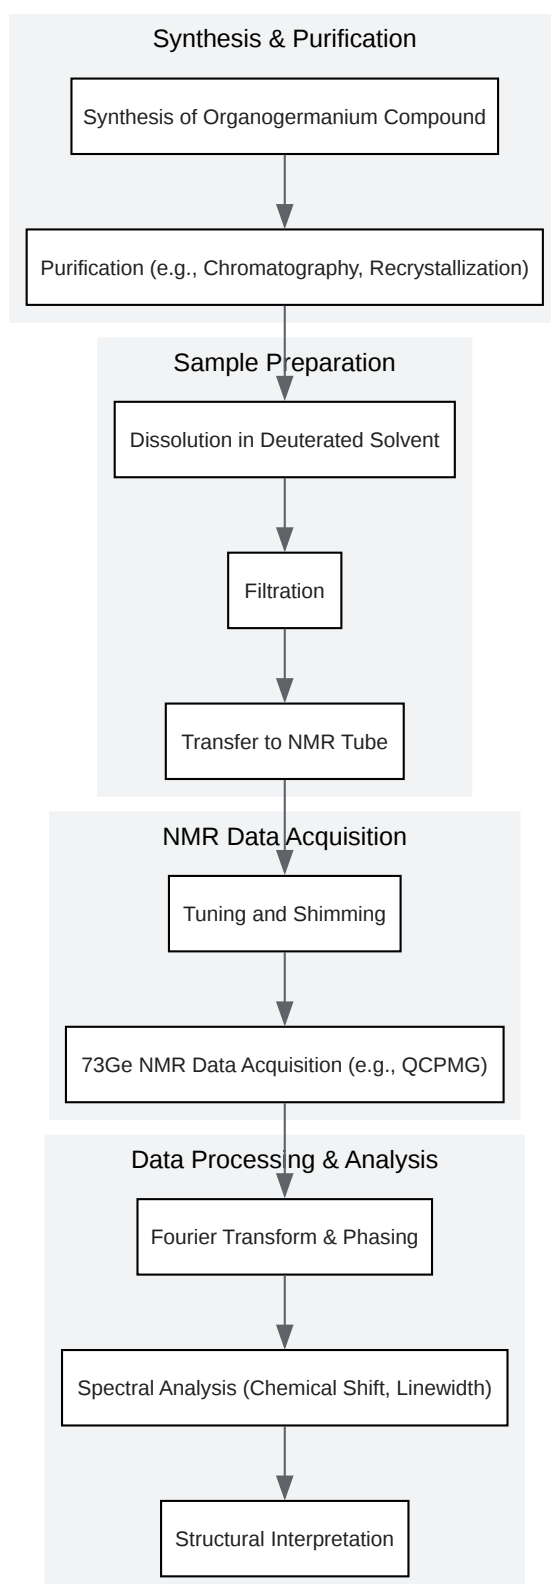 Synthesis & Purification
Synthesis of Organogermanium Compound
Purification (e.g., Chromatography, Recrystallization)
Sample Preparation
Dissolution in Deuterated Solvent
Filtration
Transfer to NMR Tube
NMR Data Acquisition
Tuning and Shimming
73Ge NMR Data Acquisition (e.g., QCPMG)
Data Processing & Analysis
Fourier Transform & Phasing
Spectral Analysis (Chemical Shift, Linewidth)
Structural Interpretation